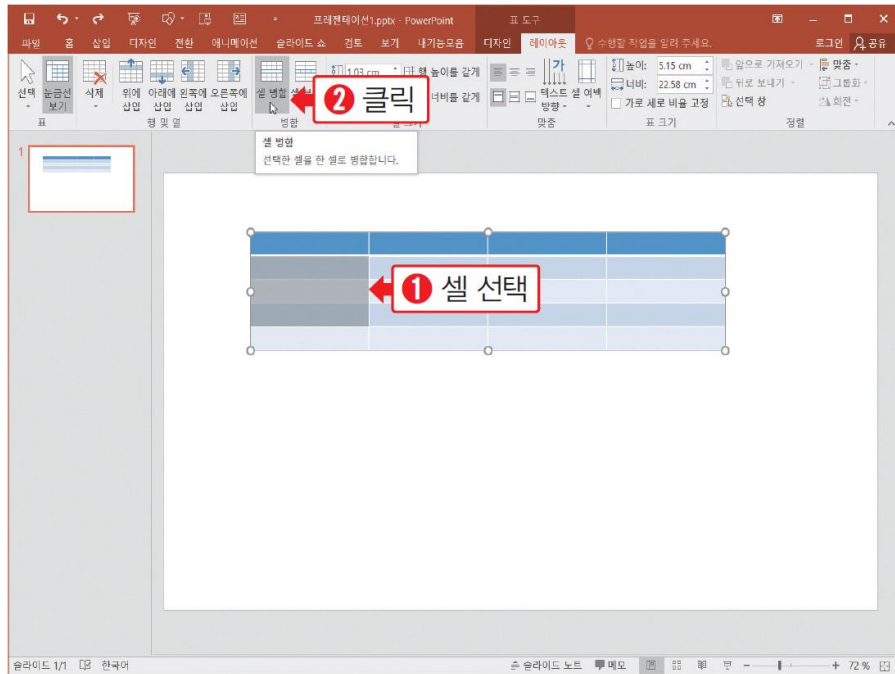 프레젠테이션1.pptx - PowerPoint
표 도구
파일 홈 삽입 디자인 전환 애니메이션 슬라이드 쇼 검토 보기 내기능모음 디자인 레이아웃 수행할 작업을 알려 주세요. 로그인 공유
선택 눈금선 보기 삭제 위에 삽입 아래에 삽입 왼쪽에 삽입 오른쪽에 삽입 셀 병합
1.03 cm 행 높이를 같게
너비를 같게
가 텍스트 방향 셀 여백
높이: 5.15 cm
너비: 22.58 cm
가로 세로 비율 고정
앞으로 가져오기 맞춤
뒤로 보내기 그룹화
선택 창 회전
표 행 및 열 병합 맞춤 표 크기 정렬
2 클릭
셀 병합
선택한 셀을 한 셀로 병합합니다.
1
1 셀 선택
슬라이드 1/1 한국어 슬라이드 노트 메모 72 %